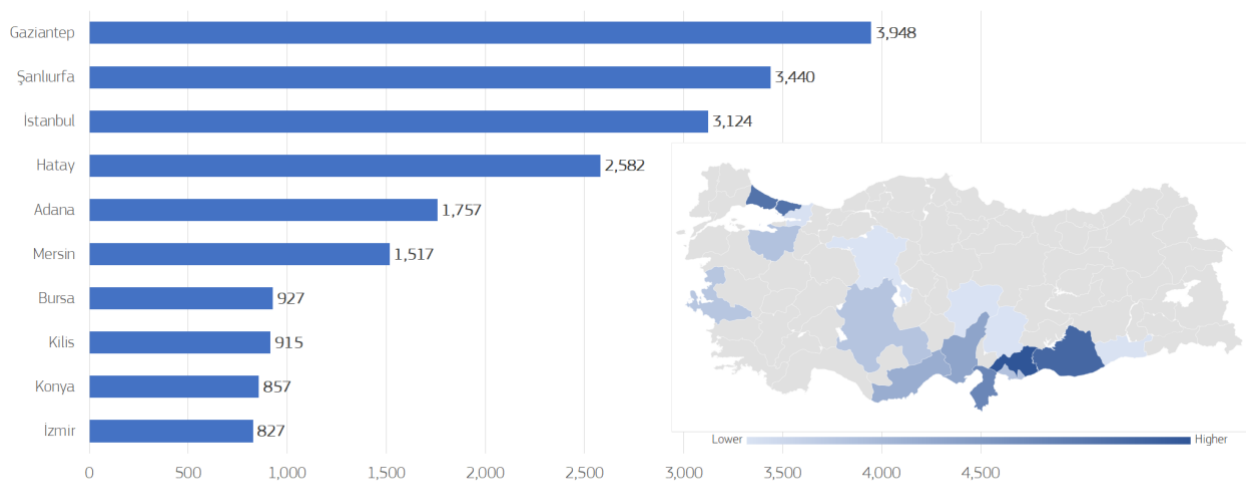 Gaziantep 3,948
Şanlıurfa 3,440
İstanbul 3,124
Hatay 2,582
Adana 1,757
Mersin 1,517
Bursa 927
Kilis 915
Konya 857
İzmir 827
Lower Higher
0 500 1,000 1,500 2,000 2,500 3,000 3,500 4,000 4,500